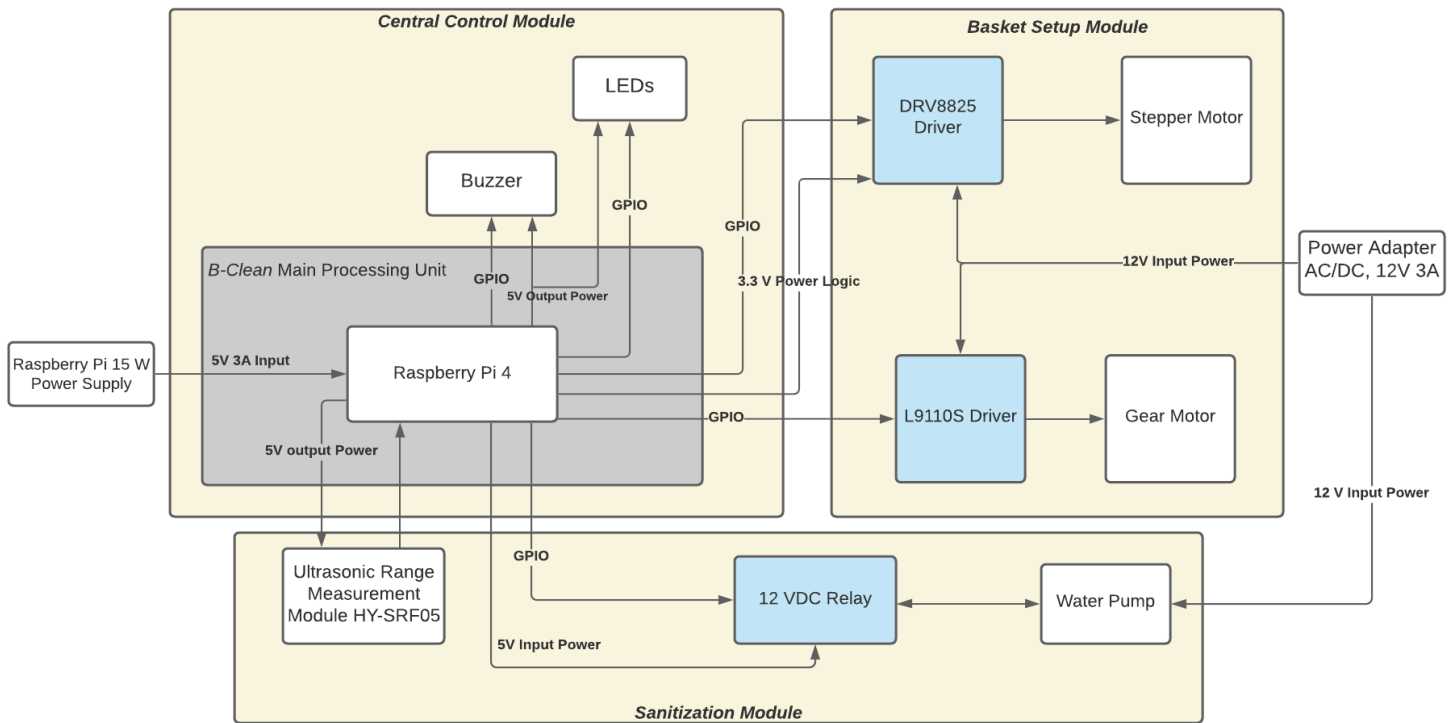 Central Control Module
Basket Setup Module
LEDs
DRV8825
Driver
Stepper Motor
Buzzer
GPIO
GPIO
B-Clean Main Processing Unit
GPIO
5V Output Power
3.3 V Power Logic
12V Input Power
Power Adapter
AC/DC, 12V 3A
Raspberry Pi 15 W
Power Supply
5V 3A Input
Raspberry Pi 4
GPIO
L9110S Driver
Gear Motor
5V output Power
12 V Input Power
GPIO
Ultrasonic Range
Measurement
Module HY-SRF05
12 VDC Relay
Water Pump
5V Input Power
Sanitization Module